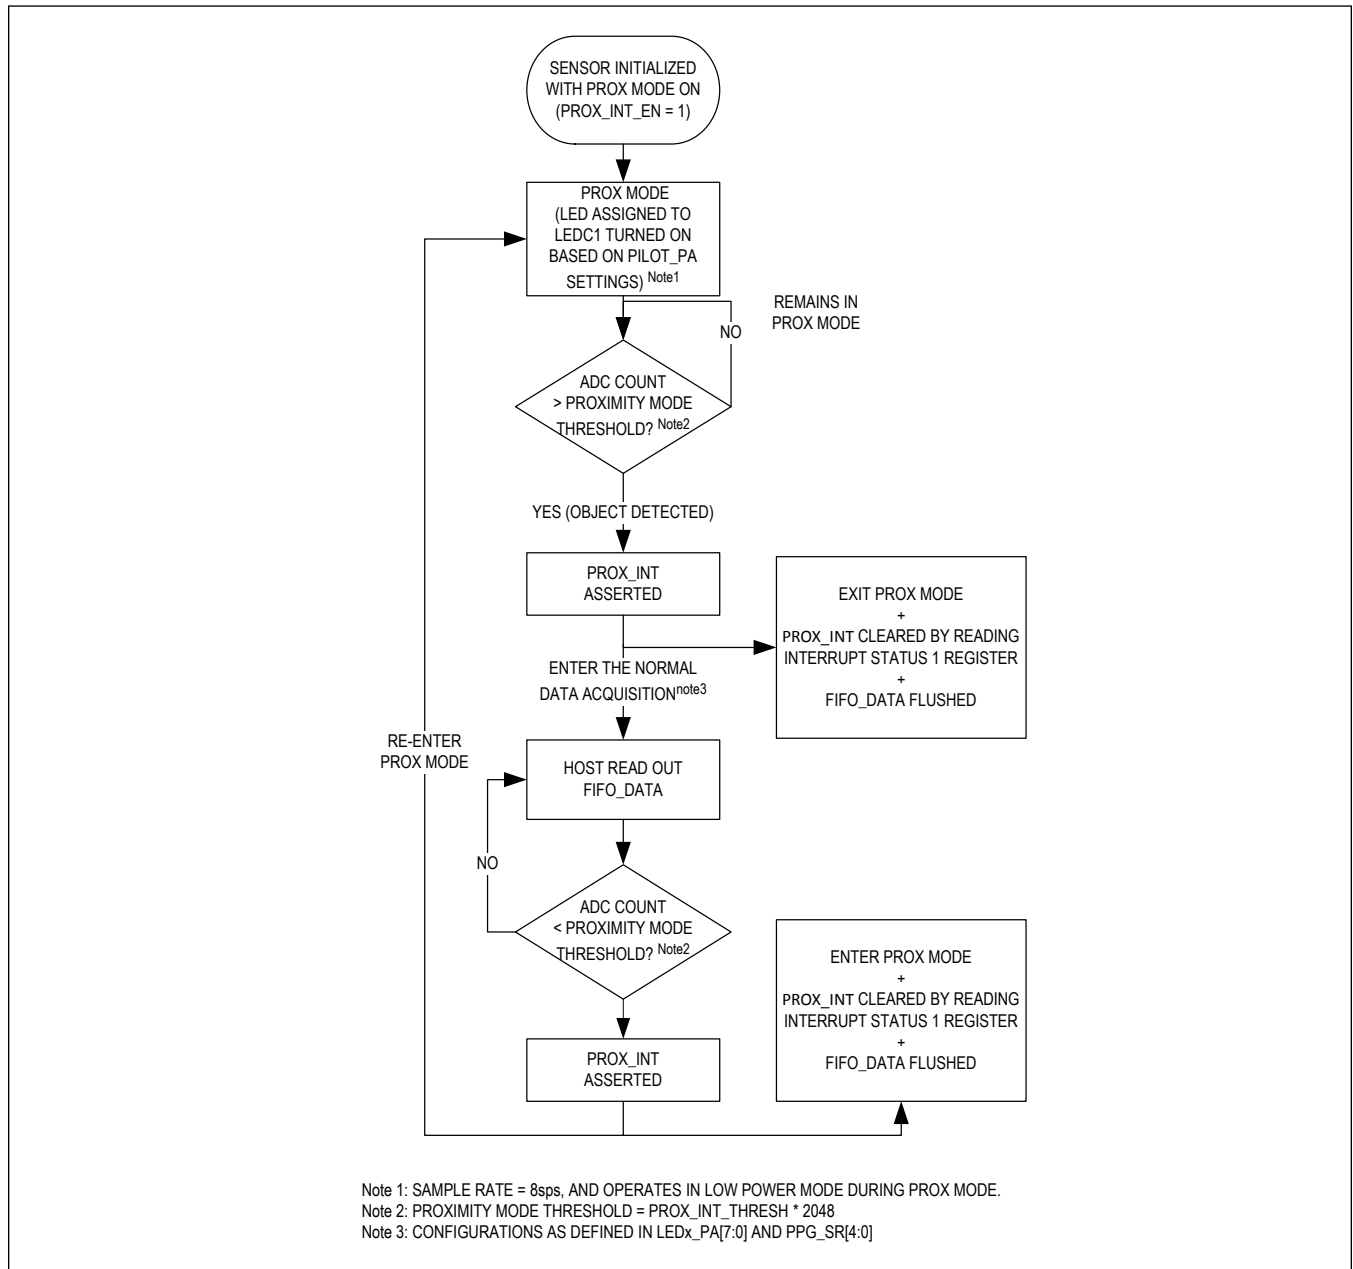 SENSOR INITIALIZED
WITH PROX MODE ON
(PROX_INT_EN = 1)
PROX MODE
(LED ASSIGNED TO
LEDC1 TURNED ON
BASED ON PILOT_PA
SETTINGS) Note1
REMAINS IN
PROX MODE
NO
ADC COUNT
> PROXIMITY MODE
THRESHOLD? Note2
YES (OBJECT DETECTED)
PROX_INT
ASSERTED
EXIT PROX MODE
+
PROX_INT CLEARED BY READING
INTERRUPT STATUS 1 REGISTER
+
FIFO_DATA FLUSHED
ENTER THE NORMAL
DATA ACQUISITIONnote3
RE-ENTER
PROX MODE
HOST READ OUT
FIFO_DATA
NO
ADC COUNT
< PROXIMITY MODE
THRESHOLD? Note2
ENTER PROX MODE
+
PROX_INT CLEARED BY READING
INTERRUPT STATUS 1 REGISTER
+
FIFO_DATA FLUSHED
PROX_INT
ASSERTED
Note 1: SAMPLE RATE = 8sps, AND OPERATES IN LOW POWER MODE DURING PROX MODE.
Note 2: PROXIMITY MODE THRESHOLD = PROX_INT_THRESH * 2048
Note 3: CONFIGURATIONS AS DEFINED IN LEDx_PA[7:0] AND PPG_SR[4:0]